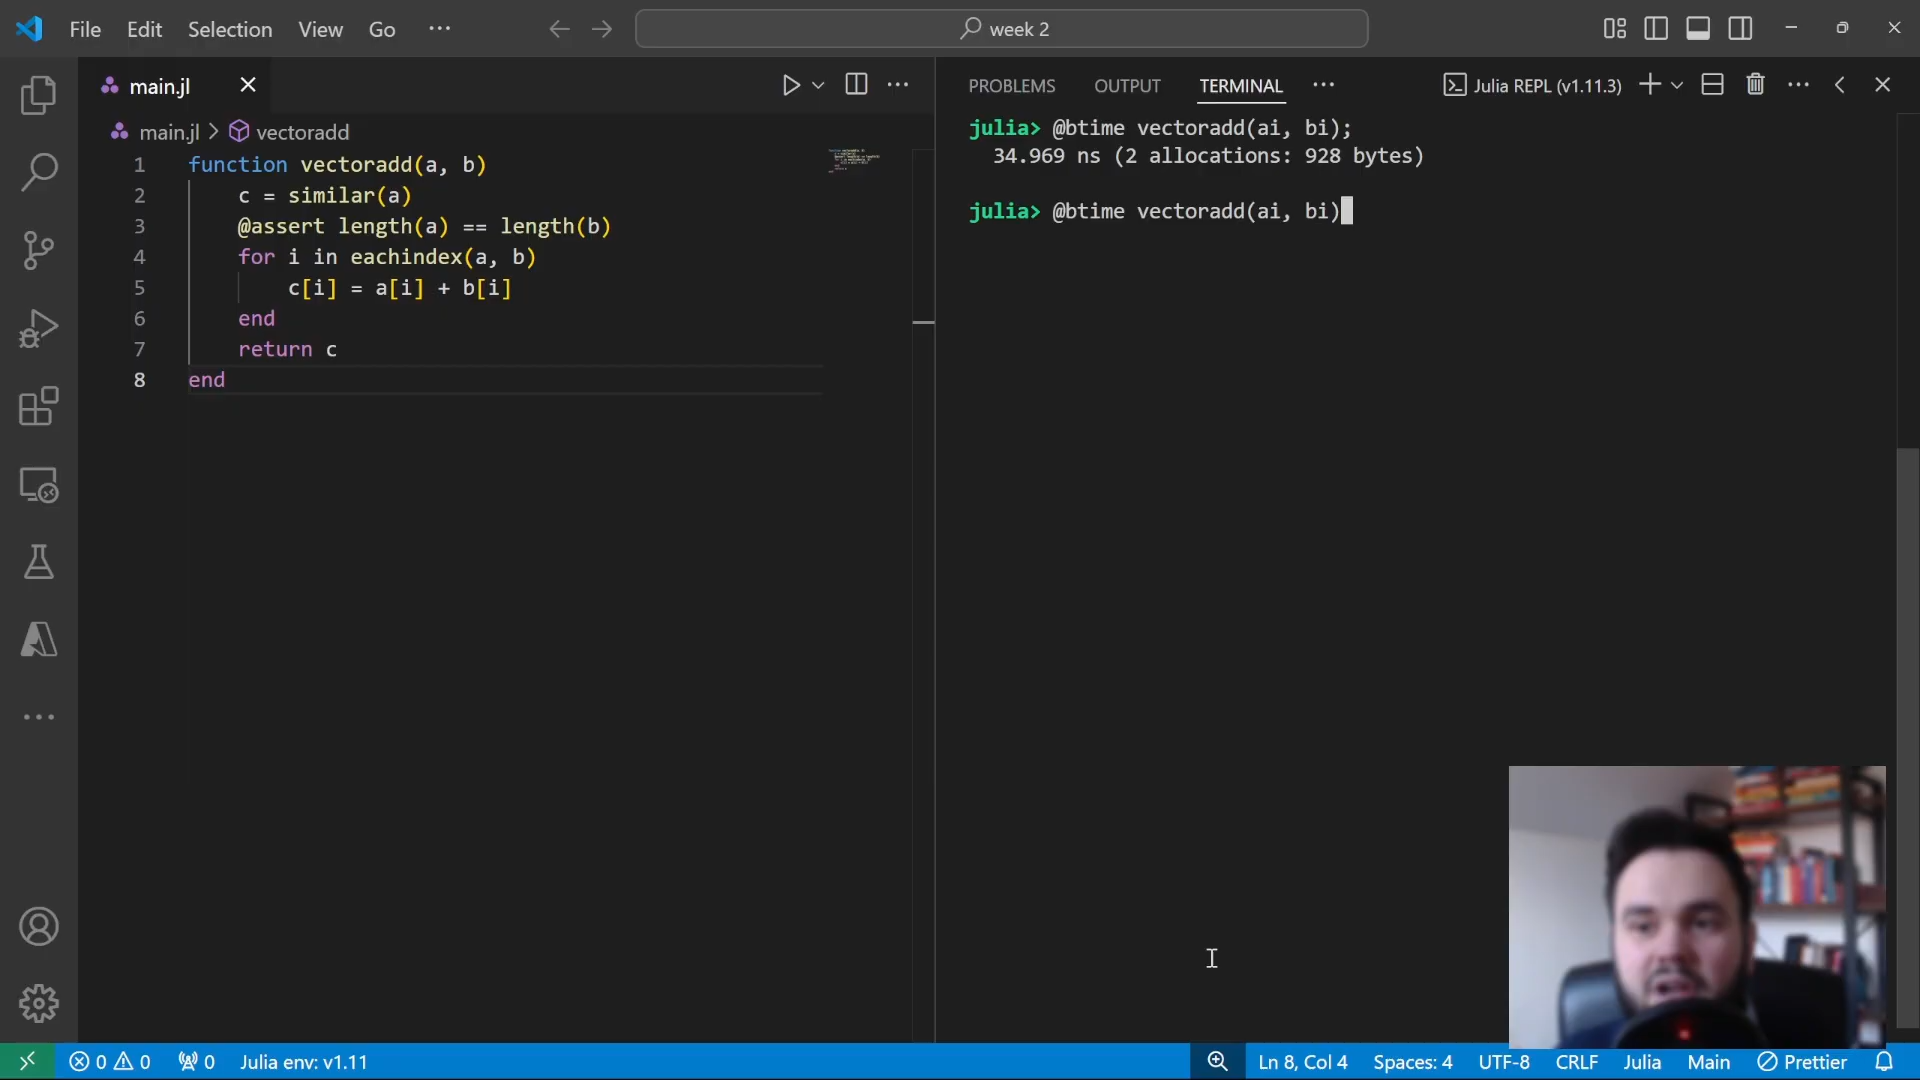 File Edit Selection View Go ···
week 2
main.jl
main.jl > vectoradd
1 function vectoradd(a, b)
2 c = similar(a)
3 @assert length(a) == length(b)
4 for i in eachindex(a, b)
5 c[i] = a[i] + b[i]
6 end
7 return c
8 end
PROBLEMS OUTPUT TERMINAL ···
Julia REPL (v1.11.3)
julia> @btime vectoradd(ai, bi);
34.969 ns (2 allocations: 928 bytes)
julia> @btime vectoradd(ai, bi)
0 0 0 Julia env: v1.11
Ln 8, Col 4 Spaces: 4 UTF-8 CRLF Julia Main Prettier